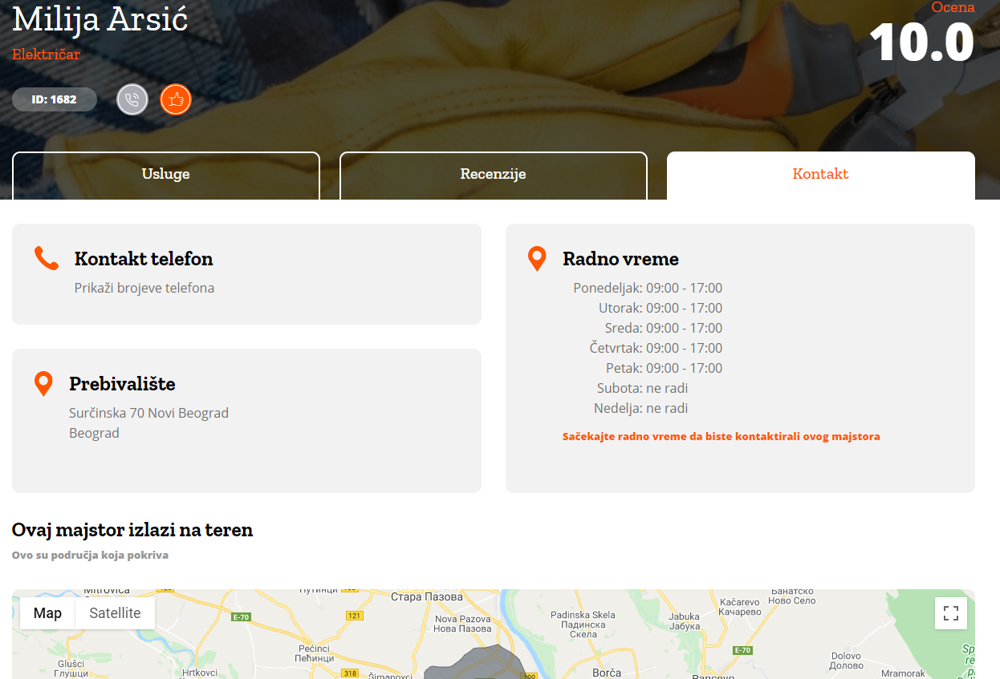 Milija Arsić
Električar
ID: 1682
Ocena
10.0
Usluge
Recenzije
Kontakt
Kontakt telefon
Prikaži brojeve telefona
Prebivalište
Surčinska 70 Novi Beograd
Beograd
Radno vreme
Ponedeljak: 09:00 - 17:00
Utorak: 09:00 - 17:00
Sreda: 09:00 - 17:00
Četvrtak: 09:00 - 17:00
Petak: 09:00 - 17:00
Subota: ne radi
Nedelja: ne radi
Sačekajte radno vreme da biste kontaktirali ovog majstora
Ovaj majstor izlazi na teren
Ovo su područja koja pokriva
Map
Satellite
Mitrovica
E-70
121
Стара Пазова
Nova Pazova
Нова Пазова
Pećinci
Пећинци
Glušci
Глушци
Hrtkovci
318
Šimanovci
100
Padinska Skela
Падинска
Скела
Borča
Jabuka
Јабука
Kačarevo
Качарево
Банатско
Ново Село
E-70
Pančevo
Dolovo
Долово
Mramorak